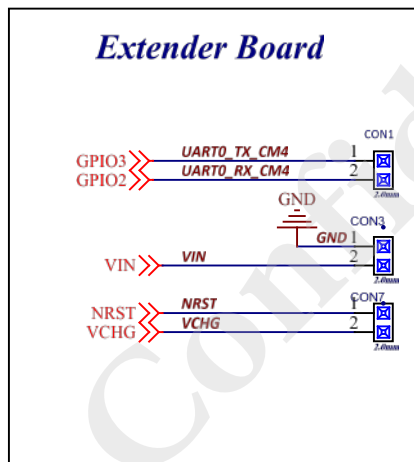 Extender Board
CON1
GPIO3 UART0_TX_CM4 1
GPIO2 UART0_RX_CM4 2
2.0mm
GND
CON3
GND 1
VIN VIN 2
2.0mm
CON7
NRST NRST 1
VCHG VCHG 2
2.0mm
Confid